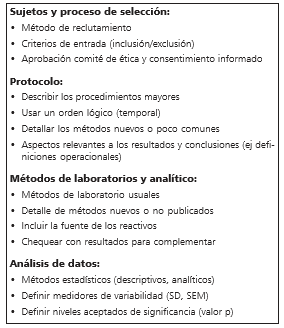 Sujetos y proceso de selección:
• Método de reclutamiento
• Criterios de entrada (inclusión/exclusión)
• Aprobación comité de ética y consentimiento informado
Protocolo:
• Describir los procedimientos mayores
• Usar un orden lógico (temporal)
• Detallar los métodos nuevos o poco comunes
• Aspectos relevantes a los resultados y conclusiones (ej defi-
niciones operacionales)
Métodos de laboratorios y analítico:
• Métodos de laboratorio usuales
• Detalle de métodos nuevos o no publicados
• Incluir la fuente de los reactivos
• Chequear con resultados para complementar
Análisis de datos:
• Métodos estadísticos (descriptivos, analíticos)
• Definir medidores de variabilidad (SD, SEM)
• Definir niveles aceptados de significancia (valor p)